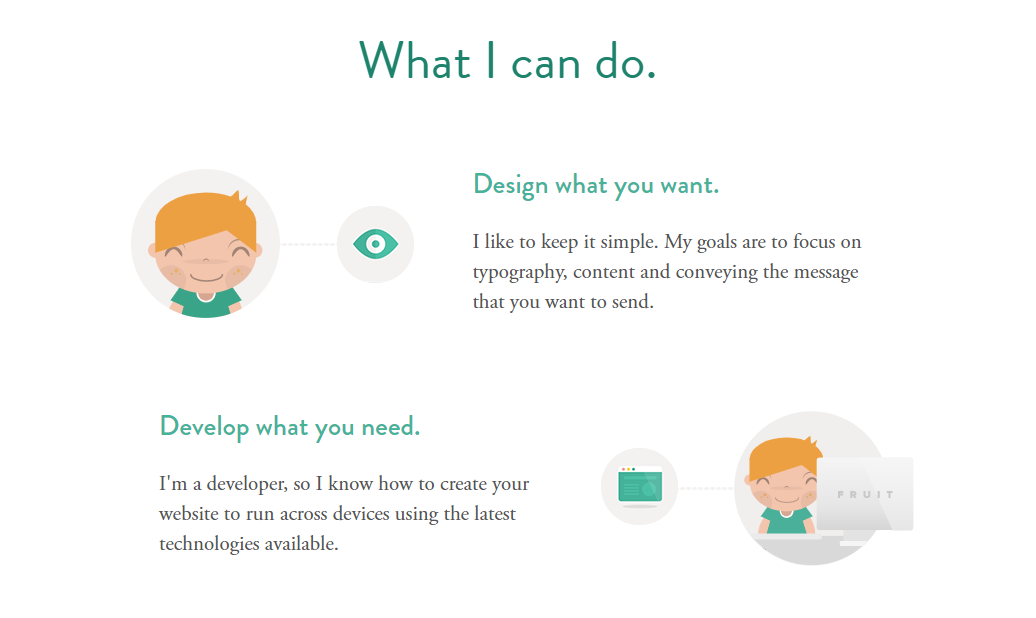 What I can do.
Design what you want.
I like to keep it simple. My goals are to focus on
typography, content and conveying the message
that you want to send.
Develop what you need.
I'm a developer, so I know how to create your
website to run across devices using the latest
technologies available.
FRUIT